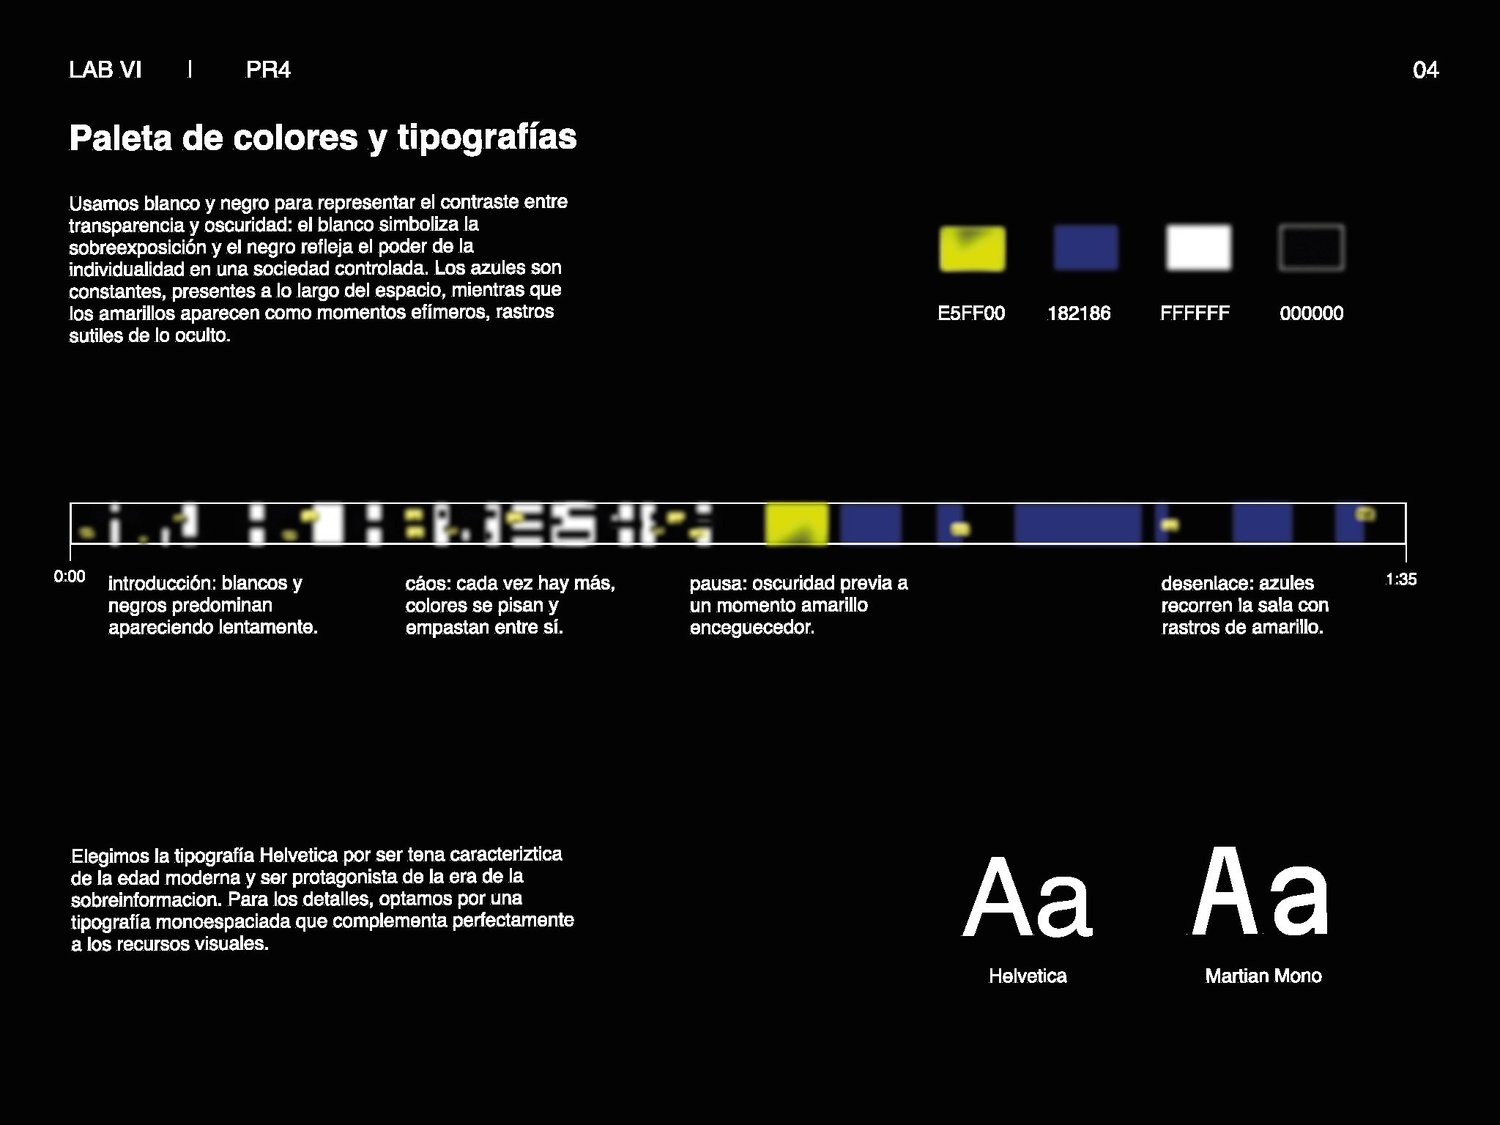 LAB VI | PR4 04
Paleta de colores y tipografías
Usamos blanco y negro para representar el contraste entre
transparencia y oscuridad: el blanco simboliza la
sobreexposición y el negro refleja el poder de la
individualidad en una sociedad controlada. Los azules son
constantes, presentes a lo largo del espacio, mientras que
los amarillos aparecen como momentos efímeros, rastros
sutiles de lo oculto.
E5FF00 182186 FFFFFF 000000
0:00
introducción: blancos y
negros predominan
apareciendo lentamente.
cáos: cada vez hay más,
colores se pisan y
empastan entre sí.
pausa: oscuridad previa a
un momento amarillo
enceguecedor.
desenlace: azules
recorren la sala con
rastros de amarillo.
1:35
Elegimos la tipografía Helvetica por ser tena caracteriztica
de la edad moderna y ser protagonista de la era de la
sobreinformacion. Para los detalles, optamos por una
tipografía monoespaciada que complementa perfectamente
a los recursos visuales.
Aa Aa
Helvetica Martian Mono